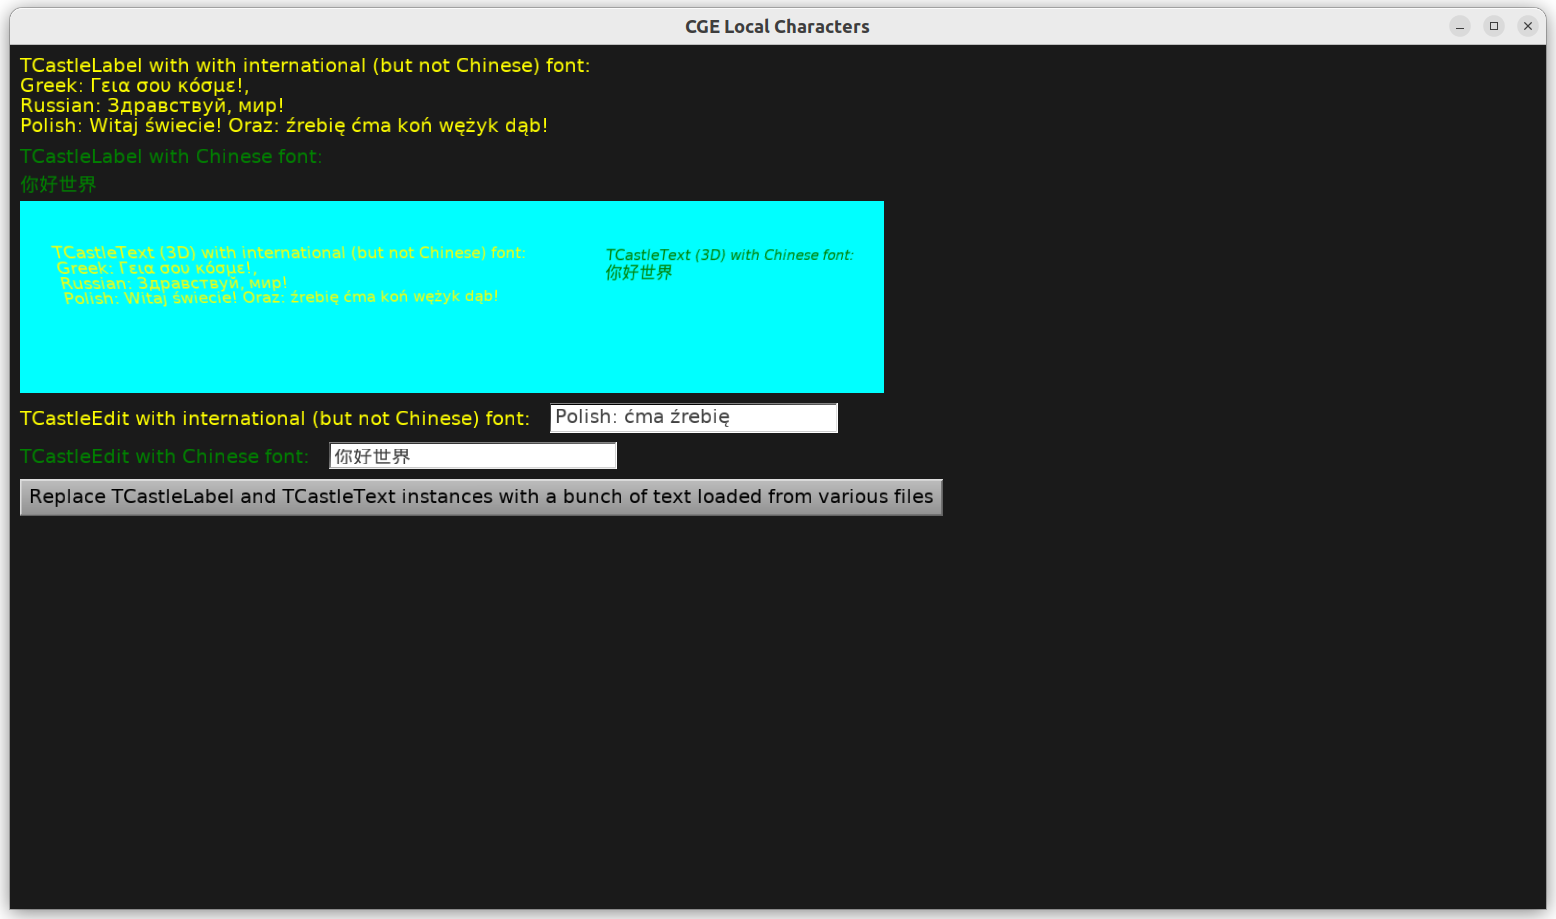 CGE Local Characters
TCastleLabel with with international (but not Chinese) font:
Greek: Γεια σου κόσμε!,
Russian: Здравствуй, мир!
Polish: Witaj świecie! Oraz: źrebię ćma koń wężyk dąb!
TCastleLabel with Chinese font:
你好世界
TCastleText (3D) with international (but not Chinese) font:
Greek: Γεια σου κόσμε!,
Russian: Здравствуй, мир!
Polish: Witaj świecie! Oraz: źrebię ćma koń wężyk dąb!
TCastleText (3D) with Chinese font:
你好世界
TCastleEdit with international (but not Chinese) font:
Polish: ćma źrebię
TCastleEdit with Chinese font:
你好世界
Replace TCastleLabel and TCastleText instances with a bunch of text loaded from various files